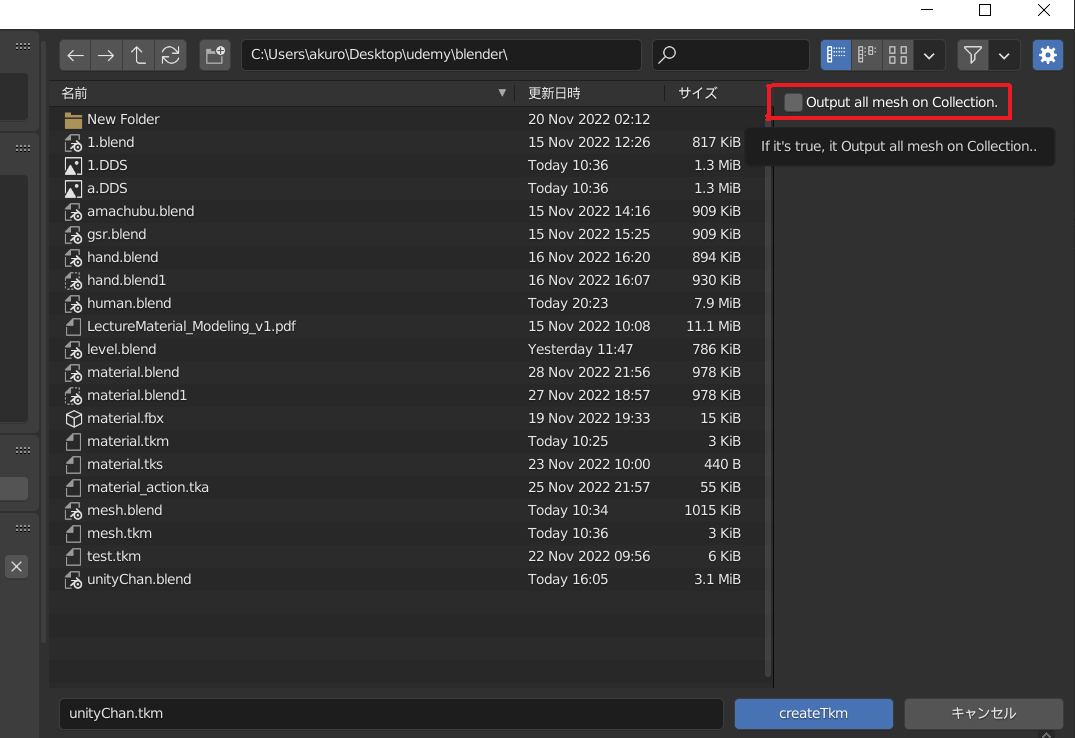 C:\Users\akuro\Desktop\udemy\blender\
名前 ▼ 更新日時 サイズ
Output all mesh on Collection.
If it's true, it Output all mesh on Collection..
New Folder 20 Nov 2022 02:12
1.blend 15 Nov 2022 12:26 817 KiB
1.DDS Today 10:36 1.3 MiB
a.DDS Today 10:36 1.3 MiB
amachubu.blend 15 Nov 2022 14:16 909 KiB
gsr.blend 15 Nov 2022 15:25 909 KiB
hand.blend 16 Nov 2022 16:20 894 KiB
hand.blend1 16 Nov 2022 16:07 930 KiB
human.blend Today 20:23 7.9 MiB
LectureMaterial_Modeling_v1.pdf 15 Nov 2022 10:08 11.1 MiB
level.blend Yesterday 11:47 786 KiB
material.blend 28 Nov 2022 21:56 978 KiB
material.blend1 27 Nov 2022 18:57 978 KiB
material.fbx 19 Nov 2022 19:33 15 KiB
material.tkm Today 10:25 3 KiB
material.tks 23 Nov 2022 10:00 440 B
material_action.tka 25 Nov 2022 21:57 55 KiB
mesh.blend Today 10:34 1015 KiB
mesh.tkm Today 10:36 3 KiB
test.tkm 22 Nov 2022 09:56 6 KiB
unityChan.blend Today 16:05 3.1 MiB
unityChan.tkm
createTkm
キャンセル